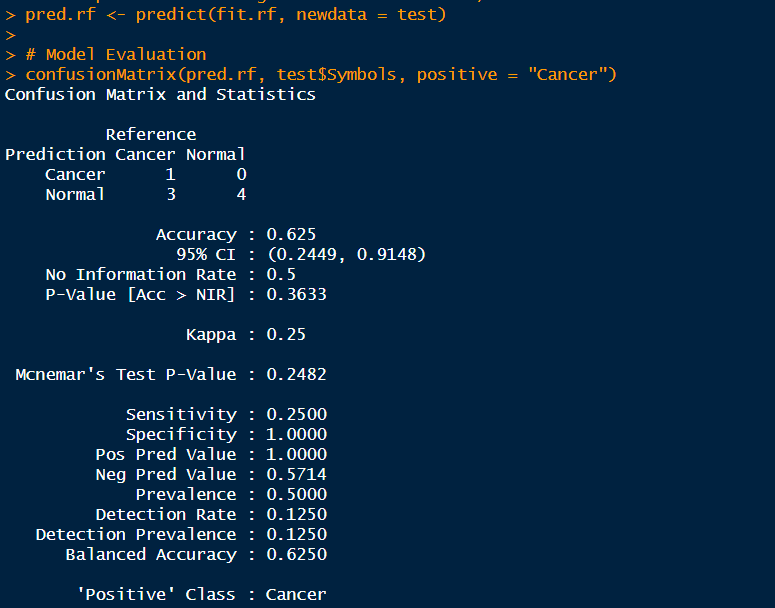 > pred.rf <- predict(fit.rf, newdata = test)
>
> # Model Evaluation
> confusionMatrix(pred.rf, test$Symbols, positive = "Cancer")
Confusion Matrix and Statistics

          Reference
Prediction Cancer Normal
    Cancer      1      0
    Normal      3      4

               Accuracy : 0.625
                 95% CI : (0.2449, 0.9148)
    No Information Rate : 0.5
    P-Value [Acc > NIR] : 0.3633

                  Kappa : 0.25

 Mcnemar's Test P-Value : 0.2482

            Sensitivity : 0.2500
            Specificity : 1.0000
         Pos Pred Value : 1.0000
         Neg Pred Value : 0.5714
             Prevalence : 0.5000
         Detection Rate : 0.1250
   Detection Prevalence : 0.1250
      Balanced Accuracy : 0.6250

       'Positive' Class : Cancer